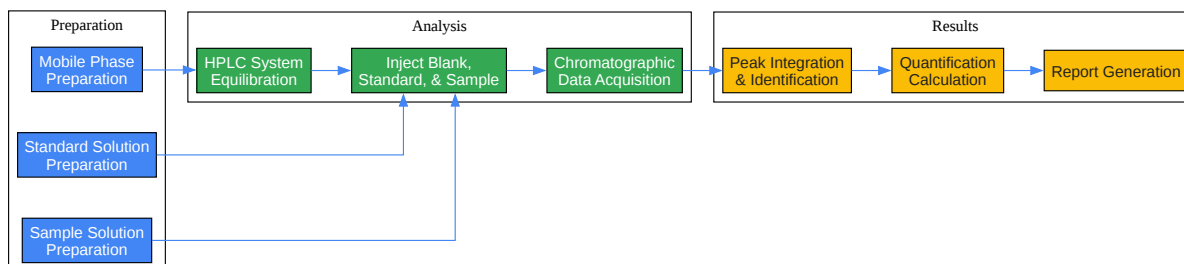 Preparation
Mobile Phase
Preparation
Standard Solution
Preparation
Sample Solution
Preparation
Analysis
HPLC System
Equilibration
Inject Blank,
Standard, & Sample
Chromatographic
Data Acquisition
Results
Peak Integration
& Identification
Quantification
Calculation
Report Generation